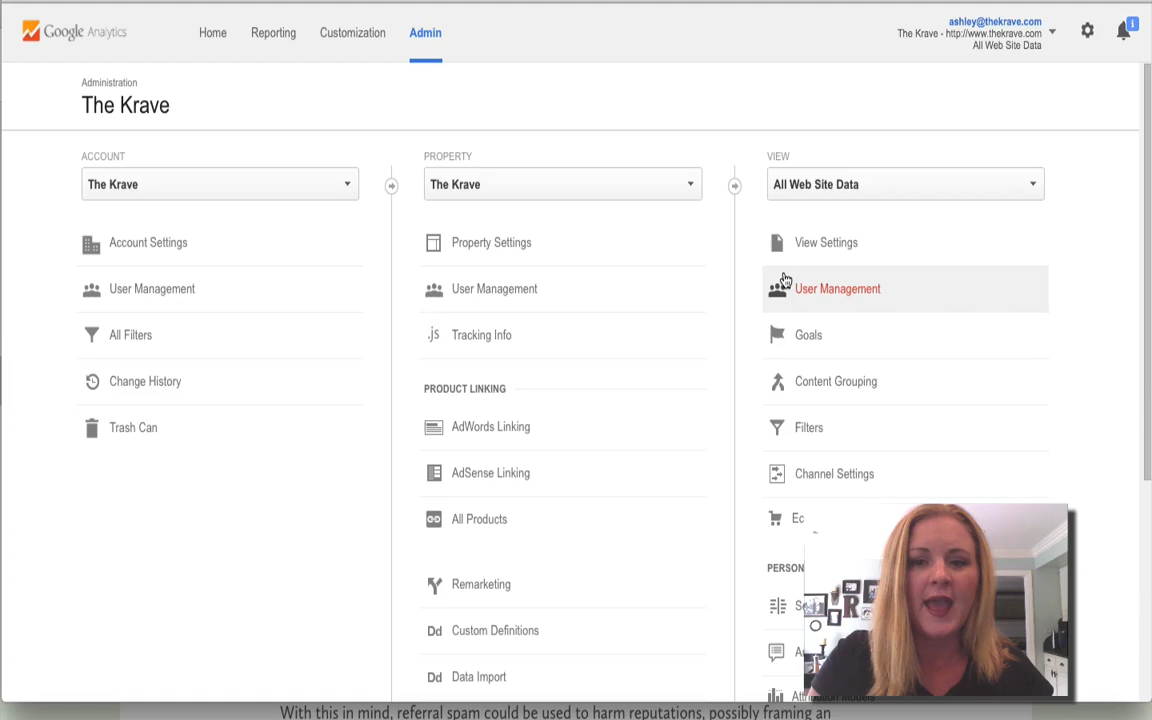 Google Analytics
Home
Reporting
Customization
Admin
ashley@thekrave.com
The Krave - http://www.thekrave.com
All Web Site Data
1
Administration
The Krave
ACCOUNT
The Krave
Account Settings
User Management
All Filters
Change History
Trash Can
PROPERTY
The Krave
Property Settings
User Management
.js Tracking Info
PRODUCT LINKING
AdWords Linking
AdSense Linking
All Products
Remarketing
Dd Custom Definitions
Dd Data Import
VIEW
All Web Site Data
View Settings
User Management
Goals
Content Grouping
Filters
Channel Settings
Ec
PERSON
R
With this in mind, referral spam could be used to harm reputations, possibly framing an